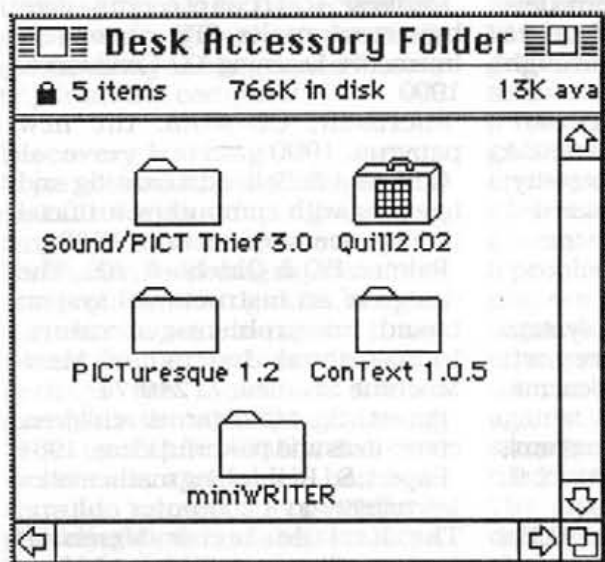 Desk Accessory Folder
5 items 766K in disk 13K ava
Sound/PICT Thief 3.0 Quill2.02
PICTuresque 1.2 ConText 1.0.5
miniWRITER